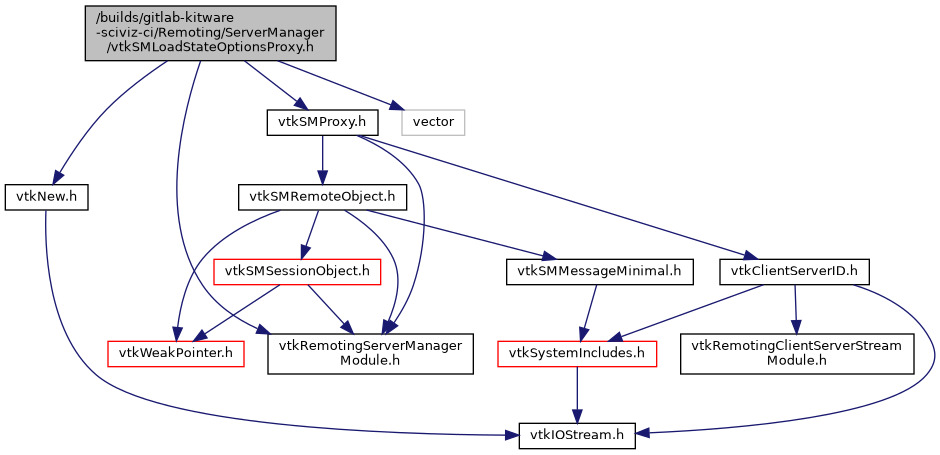 /builds/gitlab-kitware
-sciviz-ci/Remoting/ServerManager
/vtkSMLoadStateOptionsProxy.h
vtkSMProxy.h
vector
vtkNew.h
vtkSMRemoteObject.h
vtkSMSessionObject.h
vtkSMMessageMinimal.h
vtkClientServerID.h
vtkWeakPointer.h
vtkRemotingServerManager
Module.h
vtkSystemIncludes.h
vtkRemotingClientServerStream
Module.h
vtkIOStream.h